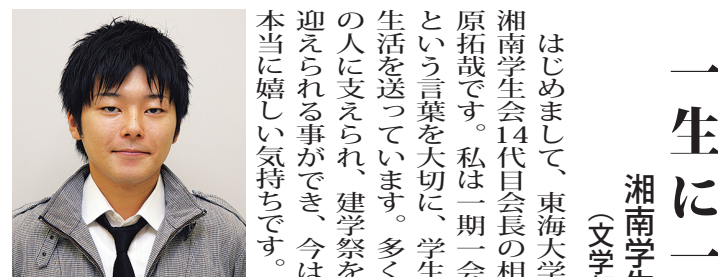 一生に一
湘南学生
（文学
はじめまして、東海大学
湘南学生会14代目会長の相
原拓哉です。私は一期一会
という言葉を大切に、学生
生活を送っています。多く
の人に支えられ、建学祭を
迎えられる事ができ、今は
本当に嬉しい気持ちです。